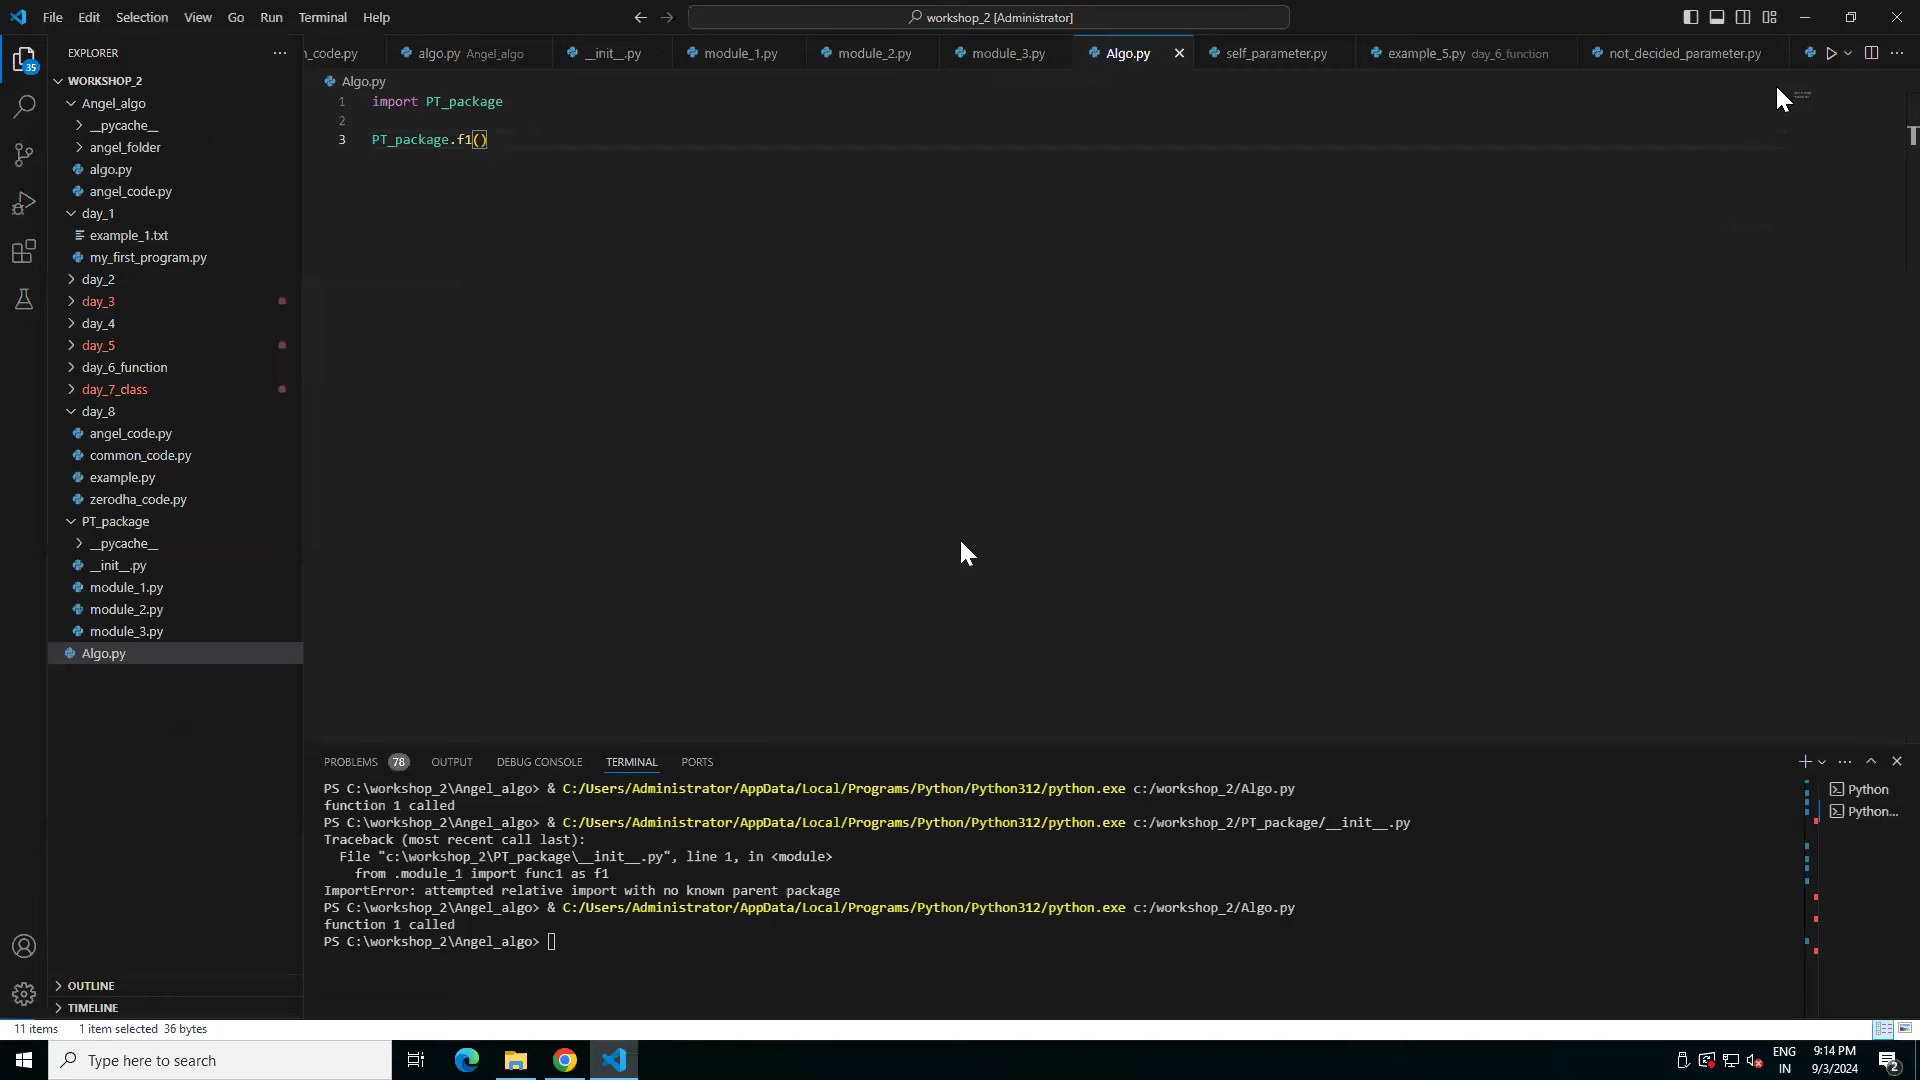 File Edit Selection View Go Run Terminal Help
workshop_2 [Administrator]
EXPLORER
n_code.py
algo.py Angel_algo
__init__.py
module_1.py
module_2.py
module_3.py
Algo.py
self_parameter.py
example_5.py day_6_function
not_decided_parameter.py
WORKSHOP_2
Angel_algo
__pycache__
angel_folder
algo.py
angel_code.py
day_1
example_1.txt
my_first_program.py
day_2
day_3
day_4
day_5
day_6_function
day_7_class
day_8
angel_code.py
common_code.py
example.py
zerodha_code.py
PT_package
__pycache__
__init__.py
module_1.py
module_2.py
module_3.py
Algo.py
OUTLINE
TIMELINE
35
Algo.py
1 import PT_package
2
3 PT_package.f1()
PROBLEMS 78 OUTPUT DEBUG CONSOLE TERMINAL PORTS
PS C:\workshop_2\Angel_algo> & C:/Users/Administrator/AppData/Local/Programs/Python/Python312/python.exe c:/workshop_2/Algo.py
function 1 called
PS C:\workshop_2\Angel_algo> & C:/Users/Administrator/AppData/Local/Programs/Python/Python312/python.exe c:/workshop_2/PT_package/__init__.py
Traceback (most recent call last):
  File "c:\workshop_2\PT_package\__init__.py", line 1, in <module>
    from .module_1 import func1 as f1
ImportError: attempted relative import with no known parent package
PS C:\workshop_2\Angel_algo> & C:/Users/Administrator/AppData/Local/Programs/Python/Python312/python.exe c:/workshop_2/Algo.py
function 1 called
PS C:\workshop_2\Angel_algo>
Python
Python...
11 items 1 item selected 36 bytes
Type here to search
ENG
IN
9:14 PM
9/3/2024
2